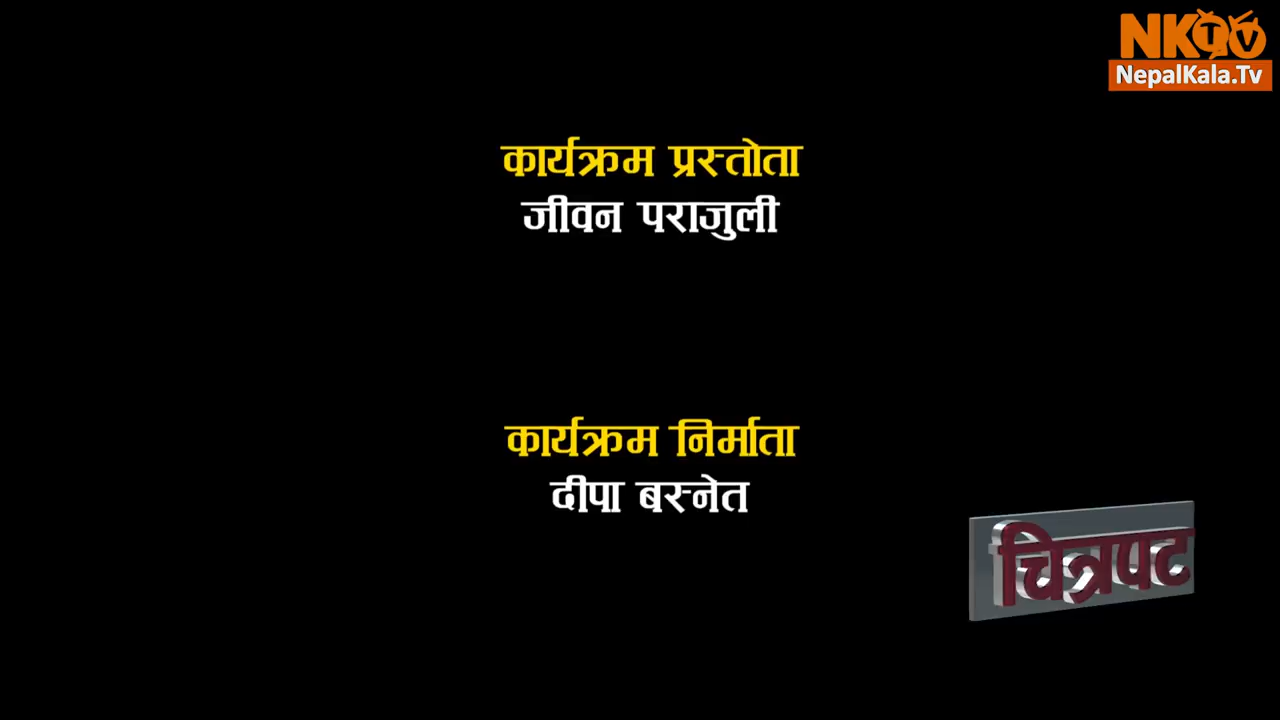 NKTV
NepalKala.Tv
कार्यक्रम प्रस्तोता
जीवन पराजुली
कार्यक्रम निर्माता
दीपा बस्नेत
चित्रपट